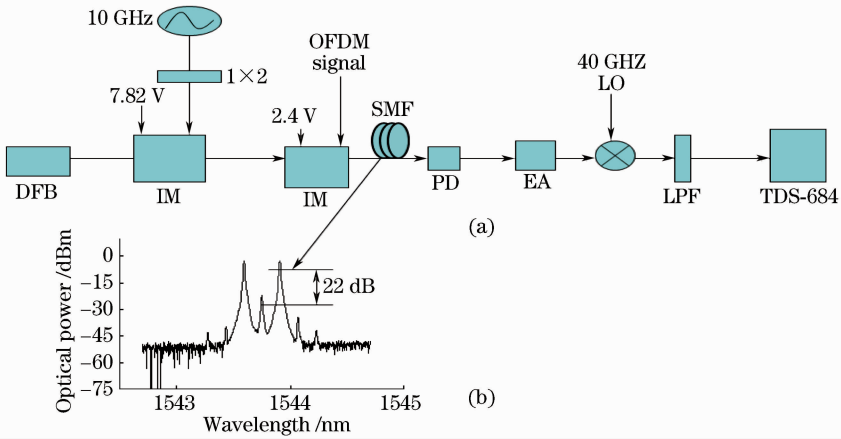 10 GHz
1×2
7.82 V
OFDM
signal
2.4 V
SMF
40 GHZ
LO
DFB
IM
IM
PD
EA
LPF
TDS-684
(a)
Optical power /dBm
0
−15
−30
−45
−60
−75
22 dB
1543
1544
1545
Wavelength /nm
(b)